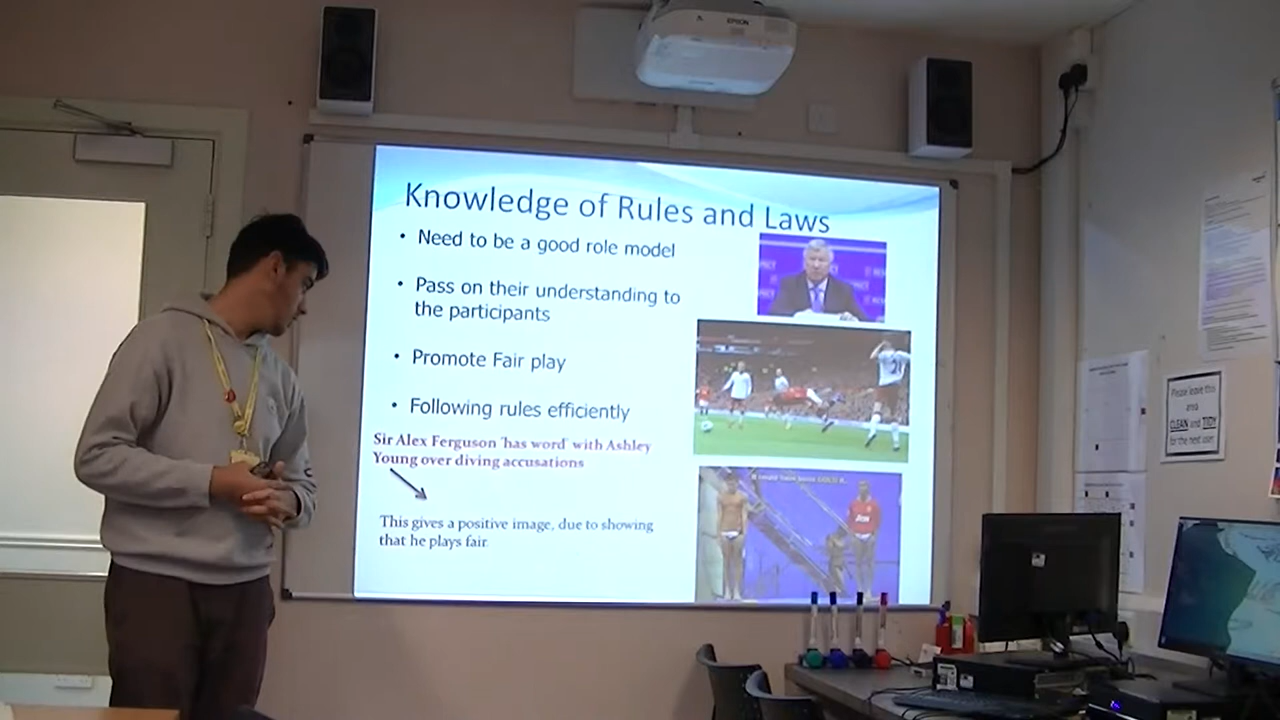 EPSON
Knowledge of Rules and Laws
• Need to be a good role model
• Pass on their understanding to
the participants
• Promote Fair play
• Following rules efficiently
Sir Alex Ferguson 'has word' with Ashley
Young over diving accusations
This gives a positive image, due to showing
that he plays fair.
21
Please leave this
area
CLEAN and TIDY
for the next user